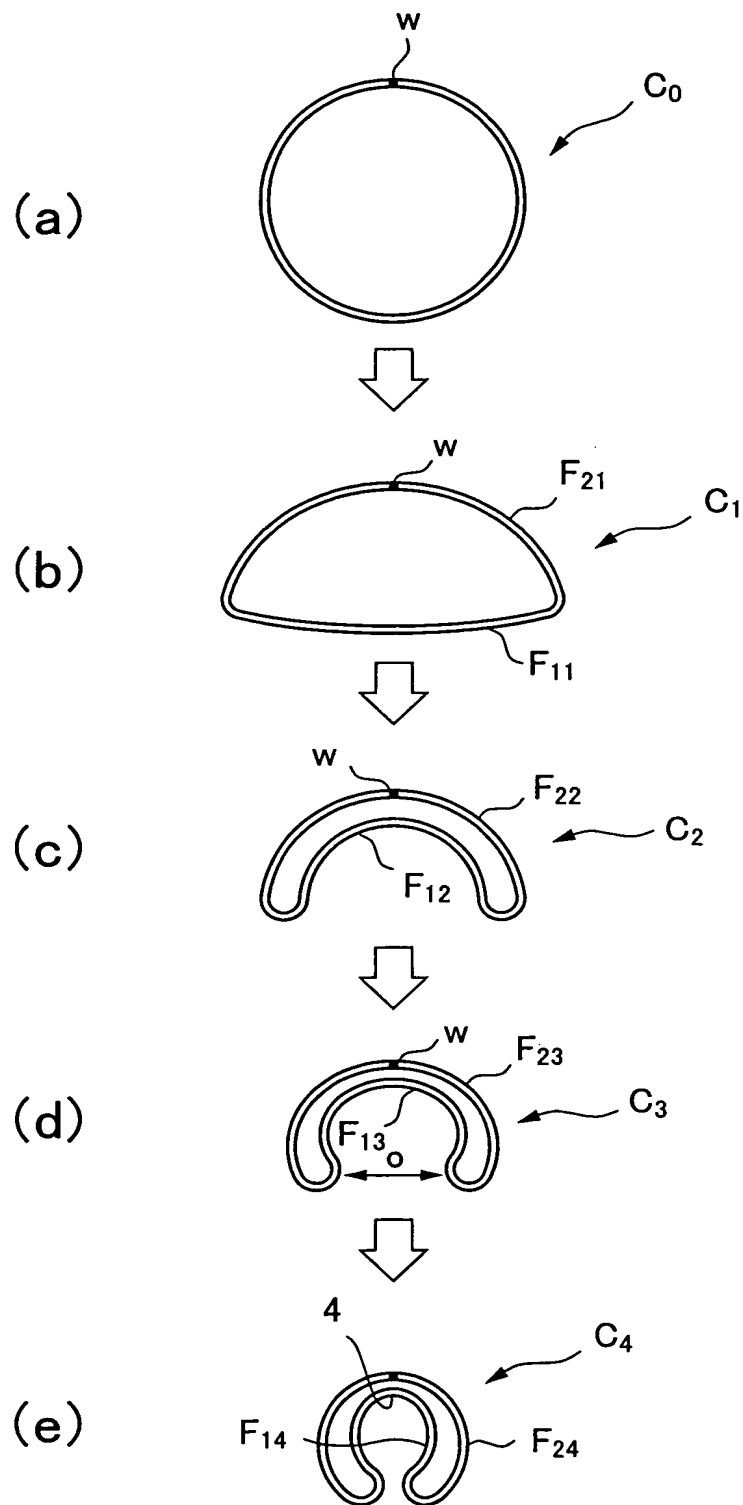 w
C₀
(a)
w
F₂₁
C₁
(b)
F₁₁
w
F₂₂
C₂
(c)
F₁₂
w
F₂₃
C₃
(d)
F₁₃
o
4
C₄
(e)
F₁₄
F₂₄